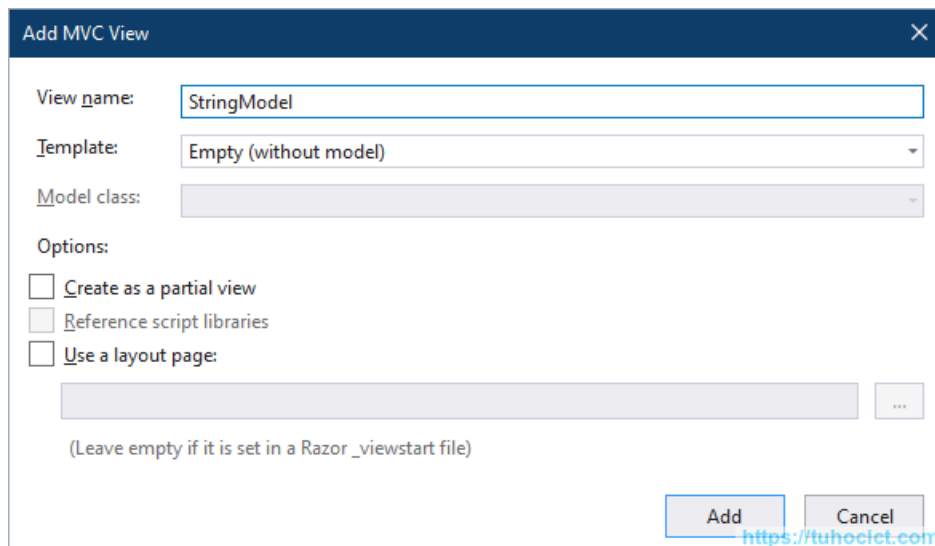 Add MVC View
View name: StringModel
Template: Empty (without model)
Model class:
Options:
Create as a partial view
Reference script libraries
Use a layout page:
...
(Leave empty if it is set in a Razor _viewstart file)
Add Cancel
https://tuhocict.com